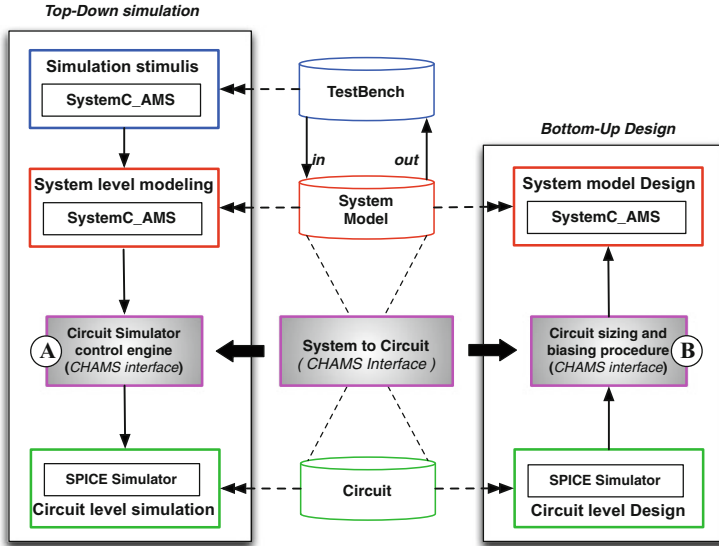 Top-Down simulation
Simulation stimulis
SystemC_AMS
System level modeling
SystemC_AMS
A
Circuit Simulator
control engine
(CHAMS interface)
SPICE Simulator
Circuit level simulation
TestBench
in
out
System
Model
System to Circuit
( CHAMS Interface )
Circuit
Bottom-Up Design
System model Design
SystemC_AMS
Circuit sizing and
biasing procedure
(CHAMS interface)
B
SPICE Simulator
Circuit level Design